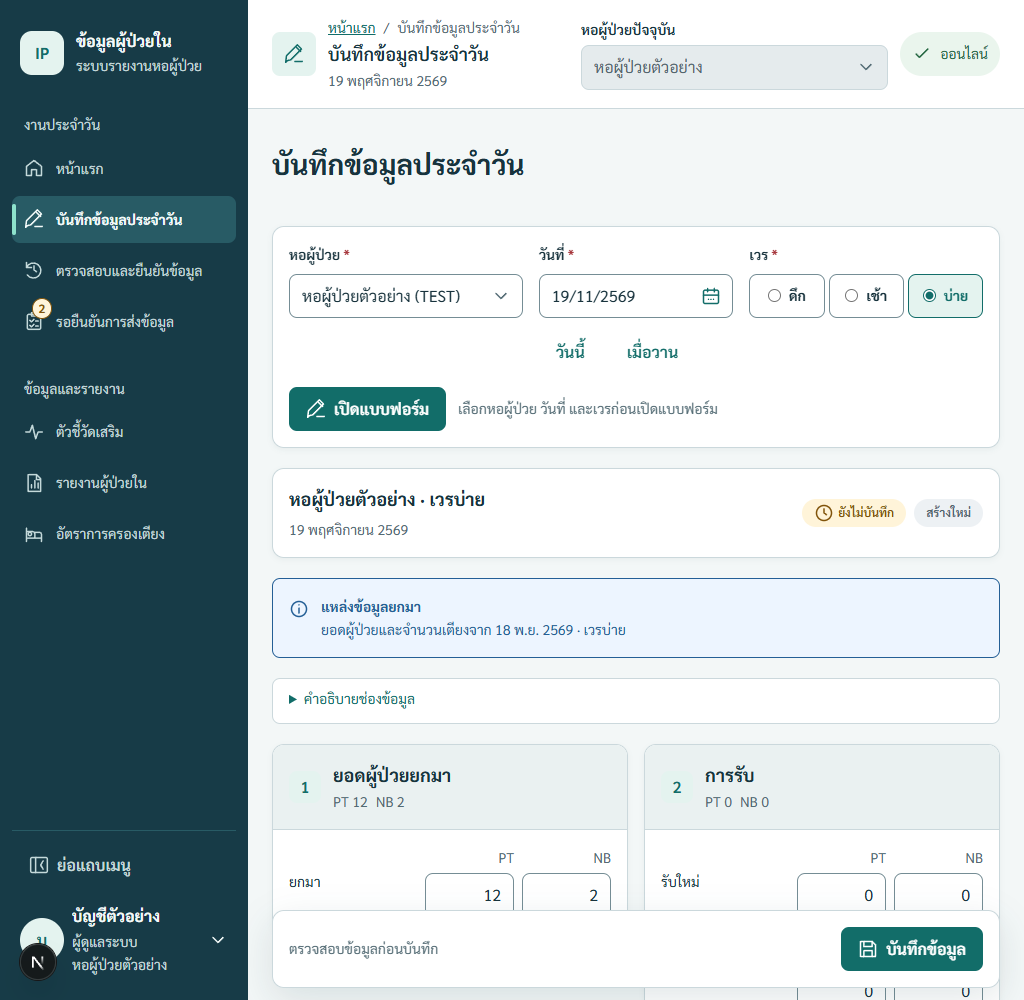 IP
ข้อมูลผู้ป่วยใน
ระบบรายงานหอผู้ป่วย
งานประจำวัน
หน้าแรก
บันทึกข้อมูลประจำวัน
ตรวจสอบและยืนยันข้อมูล
2
รอยืนยันการส่งข้อมูล
ข้อมูลและรายงาน
ตัวชี้วัดเสริม
รายงานผู้ป่วยใน
อัตราการครองเตียง
ย่อแถบเมนู
บัญชีตัวอย่าง
ผู้ดูแลระบบ
หอผู้ป่วยตัวอย่าง
N
หน้าแรก / บันทึกข้อมูลประจำวัน
บันทึกข้อมูลประจำวัน
19 พฤศจิกายน 2569
หอผู้ป่วยปัจจุบัน
หอผู้ป่วยตัวอย่าง
ออนไลน์
บันทึกข้อมูลประจำวัน
หอผู้ป่วย * วันที่ * เวร *
หอผู้ป่วยตัวอย่าง (TEST) 19/11/2569 ดึก เช้า บ่าย
วันนี้ เมื่อวาน
เปิดแบบฟอร์ม เลือกหอผู้ป่วย วันที่ และเวรก่อนเปิดแบบฟอร์ม
หอผู้ป่วยตัวอย่าง · เวรบ่าย
19 พฤศจิกายน 2569
ยังไม่บันทึก สร้างใหม่
แหล่งข้อมูลยกมา
ยอดผู้ป่วยและจำนวนเตียงจาก 18 พ.ย. 2569 · เวรบ่าย
คำอธิบายช่องข้อมูล
1 ยอดผู้ป่วยยกมา
PT 12 NB 2
PT NB
ยกมา 12 2
2 การรับ
PT 0 NB 0
PT NB
รับใหม่ 0 0
0 0
ตรวจสอบข้อมูลก่อนบันทึก บันทึกข้อมูล